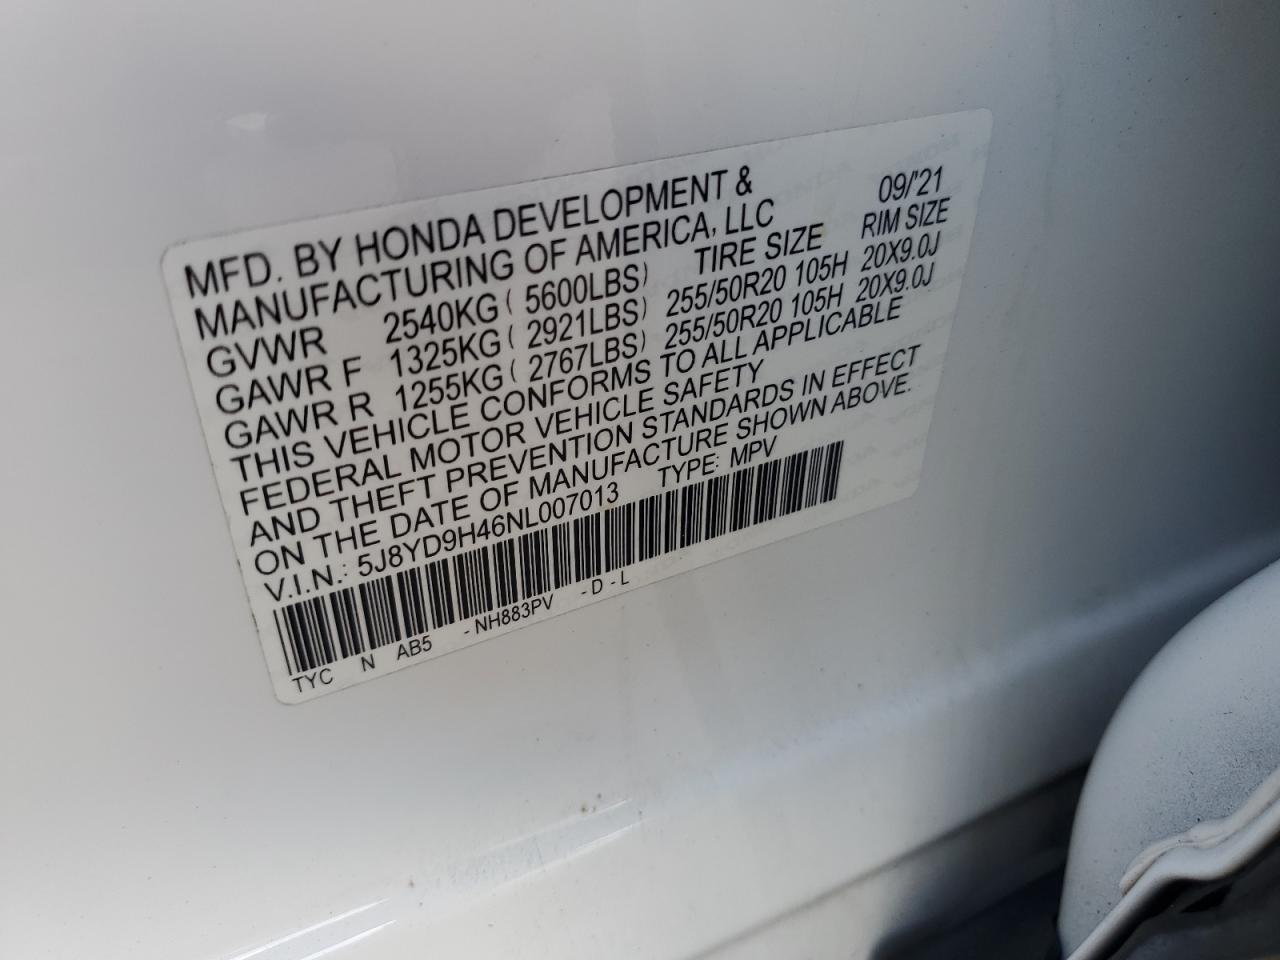 MFD. BY HONDA DEVELOPMENT & 09/'21
MANUFACTURING OF AMERICA, LLC
GVWR 2540KG ( 5600LBS) TIRE SIZE RIM SIZE
GAWR F 1325KG ( 2921LBS) 255/50R20 105H 20X9.0J
GAWR R 1255KG ( 2767LBS) 255/50R20 105H 20X9.0J
THIS VEHICLE CONFORMS TO ALL APPLICABLE
FEDERAL MOTOR VEHICLE SAFETY
AND THEFT PREVENTION STANDARDS IN EFFECT
ON THE DATE OF MANUFACTURE SHOWN ABOVE.
V.I.N.: 5J8YD9H46NL007013 TYPE: MPV
TYC N AB5 - NH883PV - D - L